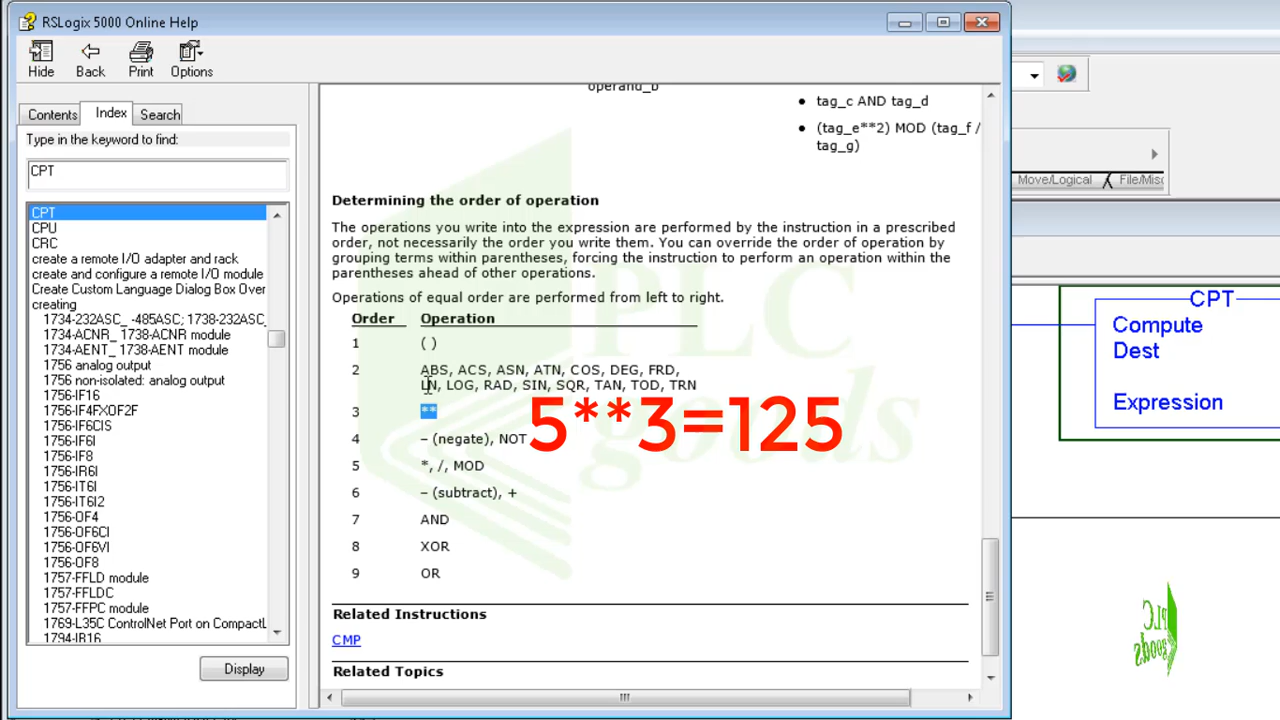 RSLogix 5000 Online Help
Hide
Back
Print
Options
Contents
Index
Search
Type in the keyword to find:
CPT
CPT
CPU
CRC
create a remote I/O adapter and rack
create and configure a remote I/O module
Create Custom Language Dialog Box Over
creating
1734-232ASC_ -485ASC; 1738-232ASC_
1734-ACNR_ 1738-ACNR module
1734-AENT_ 1738-AENT module
1756 analog output
1756 non-isolated: analog output
1756-IF16
1756-IF4FXOF2F
1756-IF6CIS
1756-IF6I
1756-IF8
1756-IR6I
1756-IT6I
1756-IT6I2
1756-OF4
1756-OF6CI
1756-OF6VI
1756-OF8
1757-FFLD module
1757-FFLDC
1757-FFPC module
1769-L35C ControlNet Port on CompactL
1794-IB16
Display
operand_b
• tag_c AND tag_d
• (tag_e**2) MOD (tag_f /
tag_g)
Determining the order of operation
The operations you write into the expression are performed by the instruction in a prescribed
order, not necessarily the order you write them. You can override the order of operation by
grouping terms within parentheses, forcing the instruction to perform an operation within the
parentheses ahead of other operations.
Operations of equal order are performed from left to right.
Order Operation
1 ( )
2 ABS, ACS, ASN, ATN, COS, DEG, FRD,
LN, LOG, RAD, SIN, SQR, TAN, TOD, TRN
3 **
4 – (negate), NOT
5 *, /, MOD
6 – (subtract), +
7 AND
8 XOR
9 OR
5**3=125
Related Instructions
CMP
Related Topics
PLC
goods
Move/Logical
File/Misc
CPT
Compute
Dest
Expression
PLC
goods